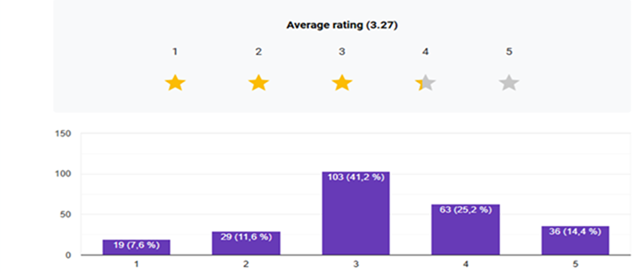 Average rating (3.27)
1 2 3 4 5
150
100
50
0
19 (7,6 %) 29 (11,6 %) 103 (41,2 %) 63 (25,2 %) 36 (14,4 %)
1 2 3 4 5